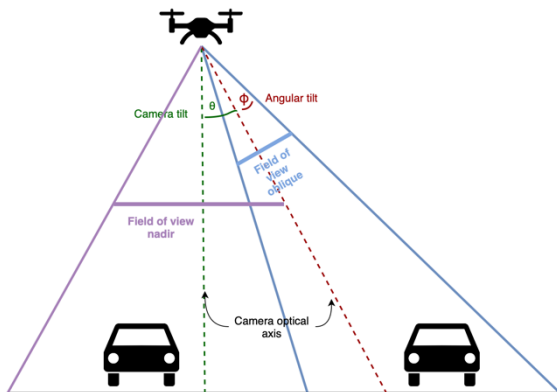 Camera tilt
θ
ϕ
Angular tilt
Field of
view
oblique
Field of view
nadir
Camera optical
axis